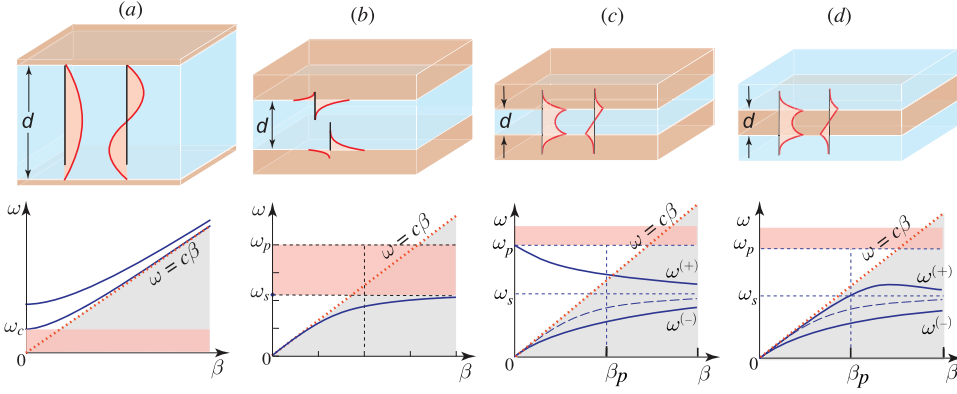 (a)
d
ω
ω = cβ
ω_c
0
β
(b)
d
ω
ω_p
ω = cβ
ω_s
0
β
(c)
d
ω
ω_p
ω = cβ
ω^(+)
ω_s
ω^(−)
0
β_p
β
(d)
d
ω
ω_p
ω = cβ
ω^(+)
ω_s
ω^(−)
0
β_p
β